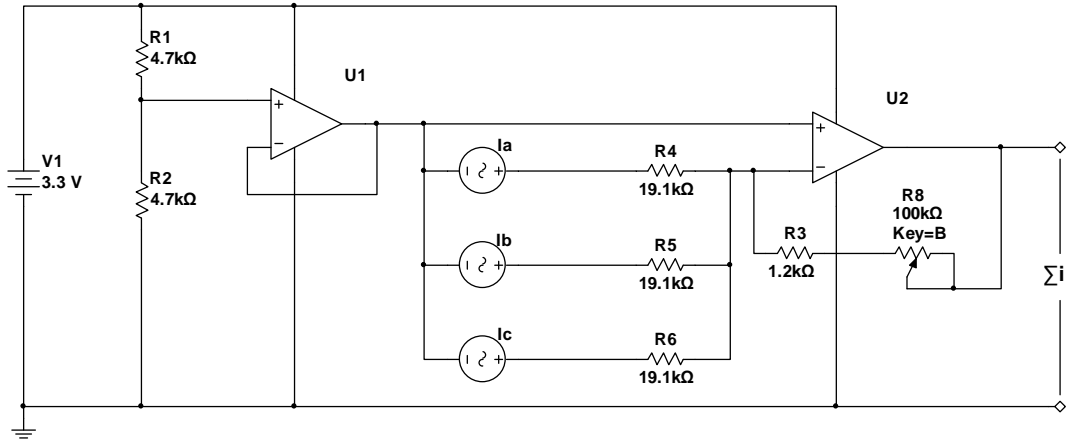 R1
4.7kΩ
U1
U2
V1
3.3 V
R2
4.7kΩ
Ia
R4
19.1kΩ
R8
100kΩ
Key=B
R3
1.2kΩ
Ib
R5
19.1kΩ
∑i
Ic
R6
19.1kΩ